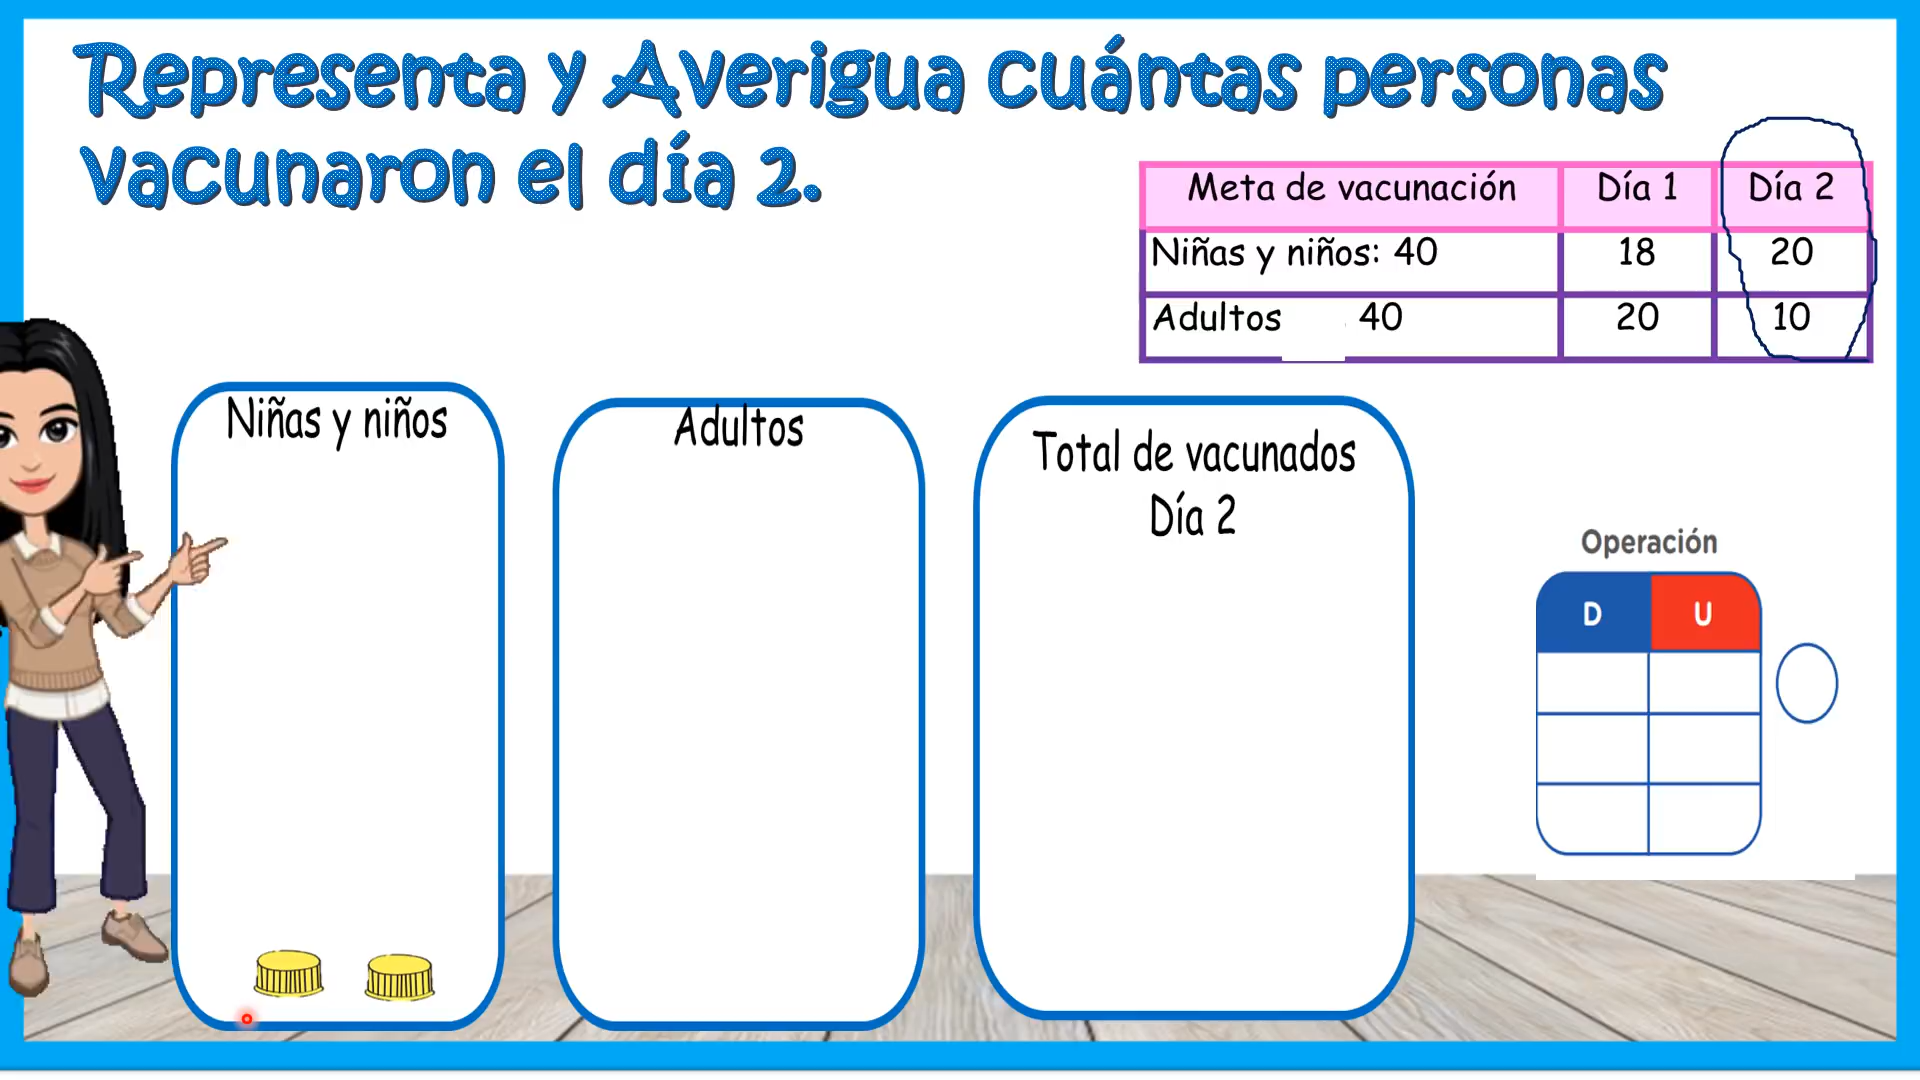 Representa y Averigua cuántas personas
vacunaron el día 2.
Meta de vacunación Día 1 Día 2
Niñas y niños: 40 18 20
Adultos 40 20 10
Niñas y niños
Adultos
Total de vacunados
Día 2
Operación
D U